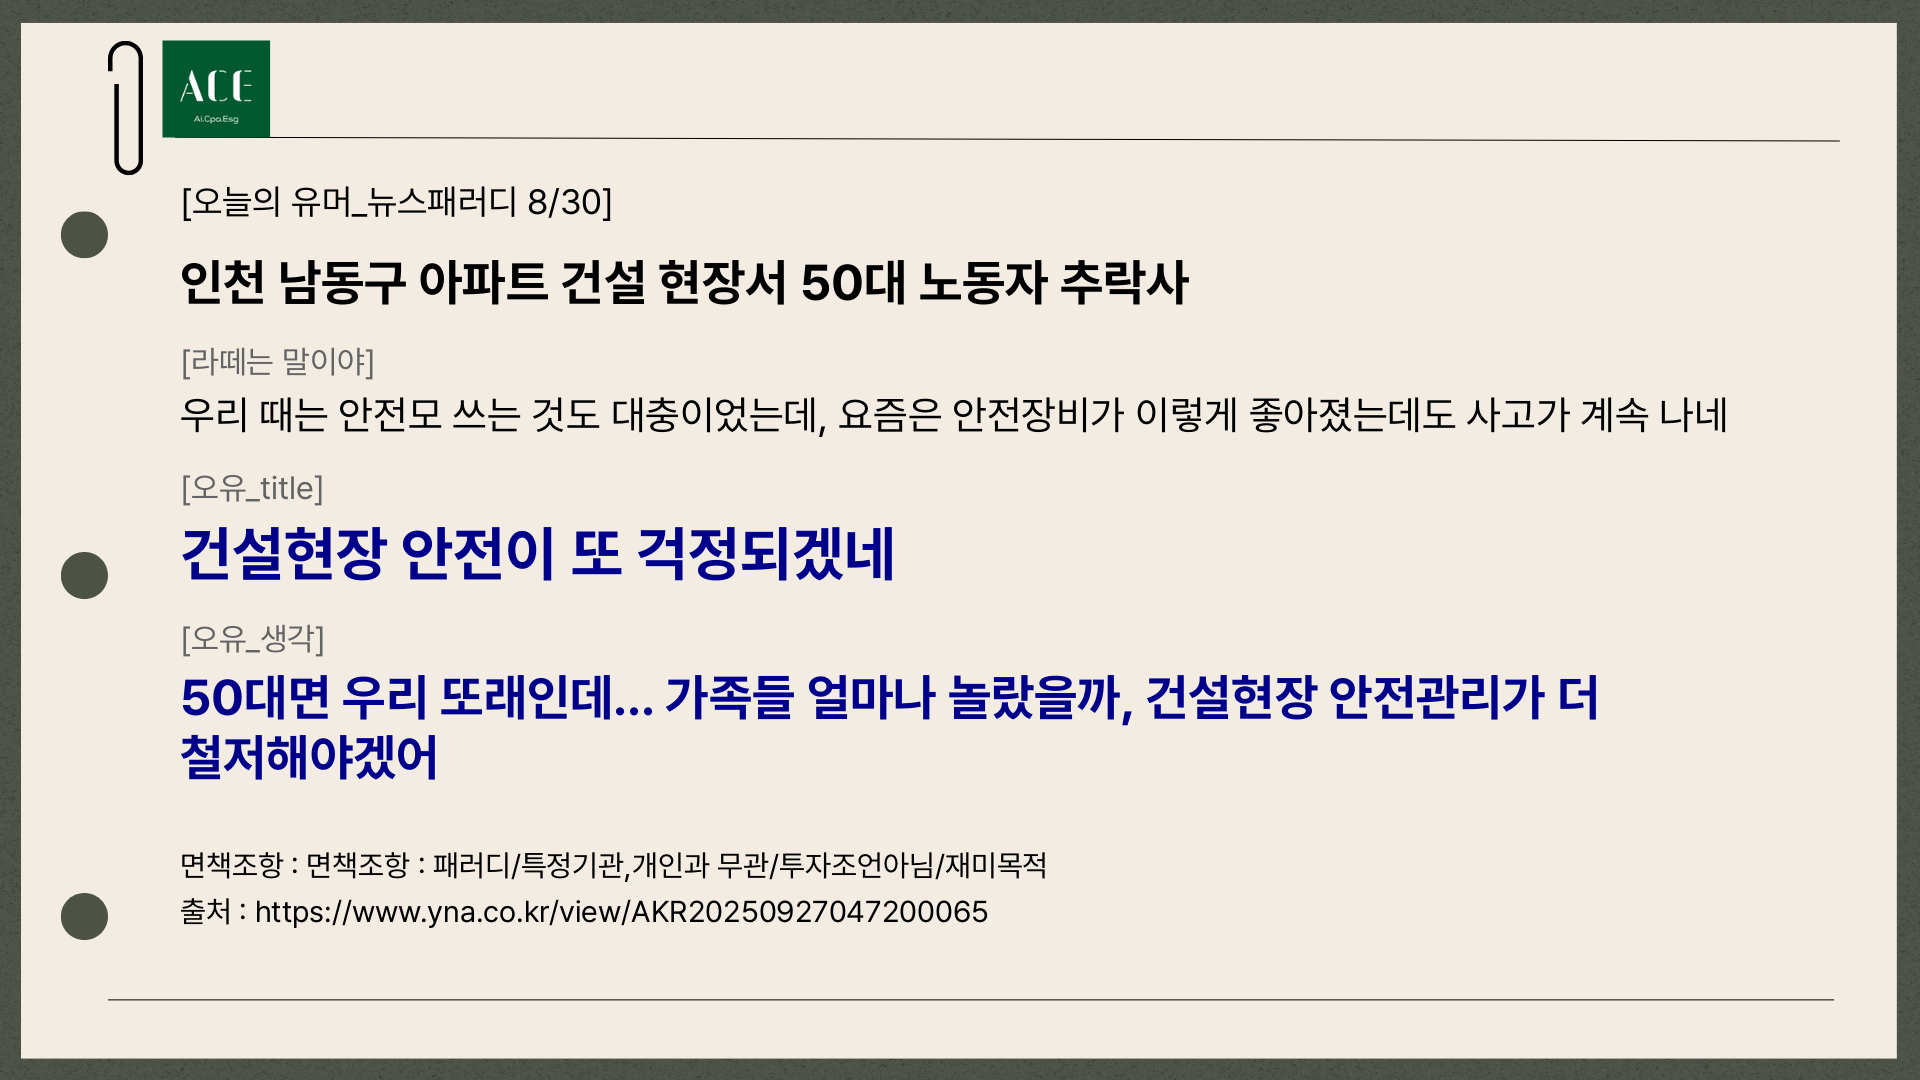 ACE
Ai.Cpa.Esg
[오늘의 유머_뉴스패러디 8/30]
인천 남동구 아파트 건설 현장서 50대 노동자 추락사
[라떼는 말이야]
우리 때는 안전모 쓰는 것도 대충이었는데, 요즘은 안전장비가 이렇게 좋아졌는데도 사고가 계속 나네
[오유_title]
건설현장 안전이 또 걱정되겠네
[오유_생각]
50대면 우리 또래인데... 가족들 얼마나 놀랐을까, 건설현장 안전관리가 더
철저해야겠어
면책조항 : 면책조항 : 패러디/특정기관,개인과 무관/투자조언아님/재미목적
출처 : https://www.yna.co.kr/view/AKR20250927047200065